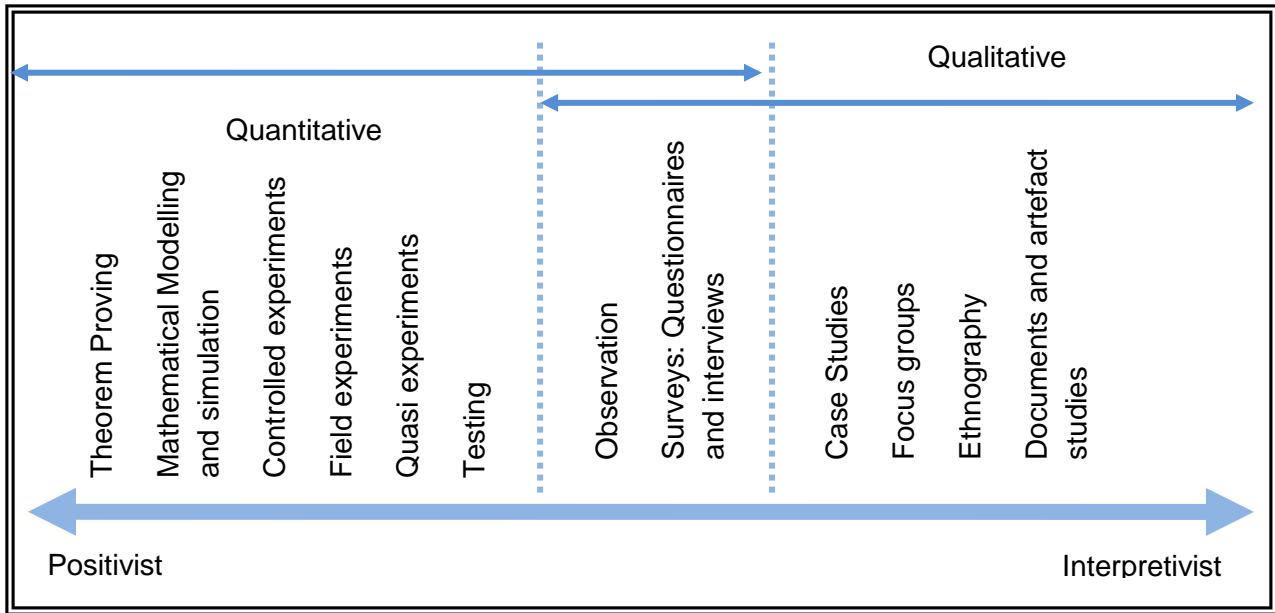 Qualitative
Quantitative
Theorem Proving
Mathematical Modelling
and simulation
Controlled experiments
Field experiments
Quasi experiments
Testing
Observation
Surveys: Questionnaires
and interviews
Case Studies
Focus groups
Ethnography
Documents and artefact
studies
Positivist
Interpretivist